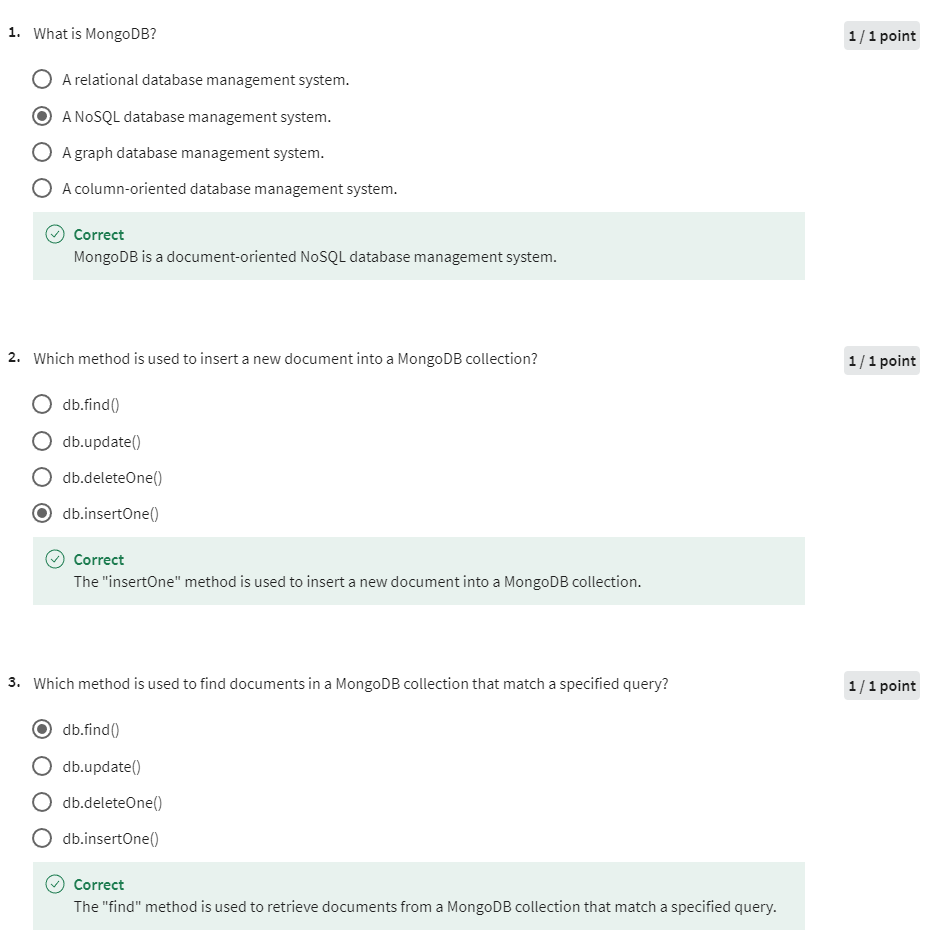 1. What is MongoDB? 1 / 1 point
A relational database management system.
A NoSQL database management system.
A graph database management system.
A column-oriented database management system.
Correct
MongoDB is a document-oriented NoSQL database management system.
2. Which method is used to insert a new document into a MongoDB collection? 1 / 1 point
db.find()
db.update()
db.deleteOne()
db.insertOne()
Correct
The "insertOne" method is used to insert a new document into a MongoDB collection.
3. Which method is used to find documents in a MongoDB collection that match a specified query? 1 / 1 point
db.find()
db.update()
db.deleteOne()
db.insertOne()
Correct
The "find" method is used to retrieve documents from a MongoDB collection that match a specified query.